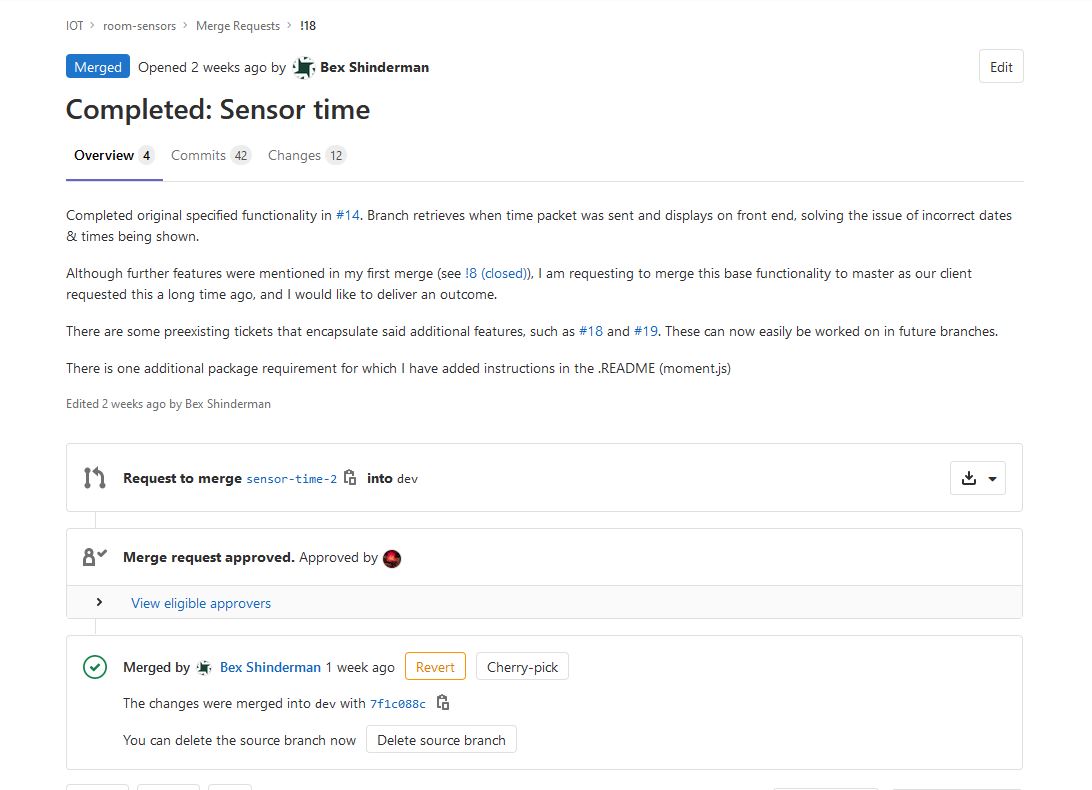 IOT > room-sensors > Merge Requests > !18
Merged Opened 2 weeks ago by Bex Shinderman Edit
Completed: Sensor time
Overview 4 Commits 42 Changes 12
Completed original specified functionality in #14. Branch retrieves when time packet was sent and displays on front end, solving the issue of incorrect dates
& times being shown.
Although further features were mentioned in my first merge (see !8 (closed)), I am requesting to merge this base functionality to master as our client
requested this a long time ago, and I would like to deliver an outcome.
There are some preexisting tickets that encapsulate said additional features, such as #18 and #19. These can now easily be worked on in future branches.
There is one additional package requirement for which I have added instructions in the .README (moment.js)
Edited 2 weeks ago by Bex Shinderman
Request to merge sensor-time-2 into dev
Merge request approved. Approved by
View eligible approvers
Merged by Bex Shinderman 1 week ago Revert Cherry-pick
The changes were merged into dev with 7f1c088c
You can delete the source branch now Delete source branch